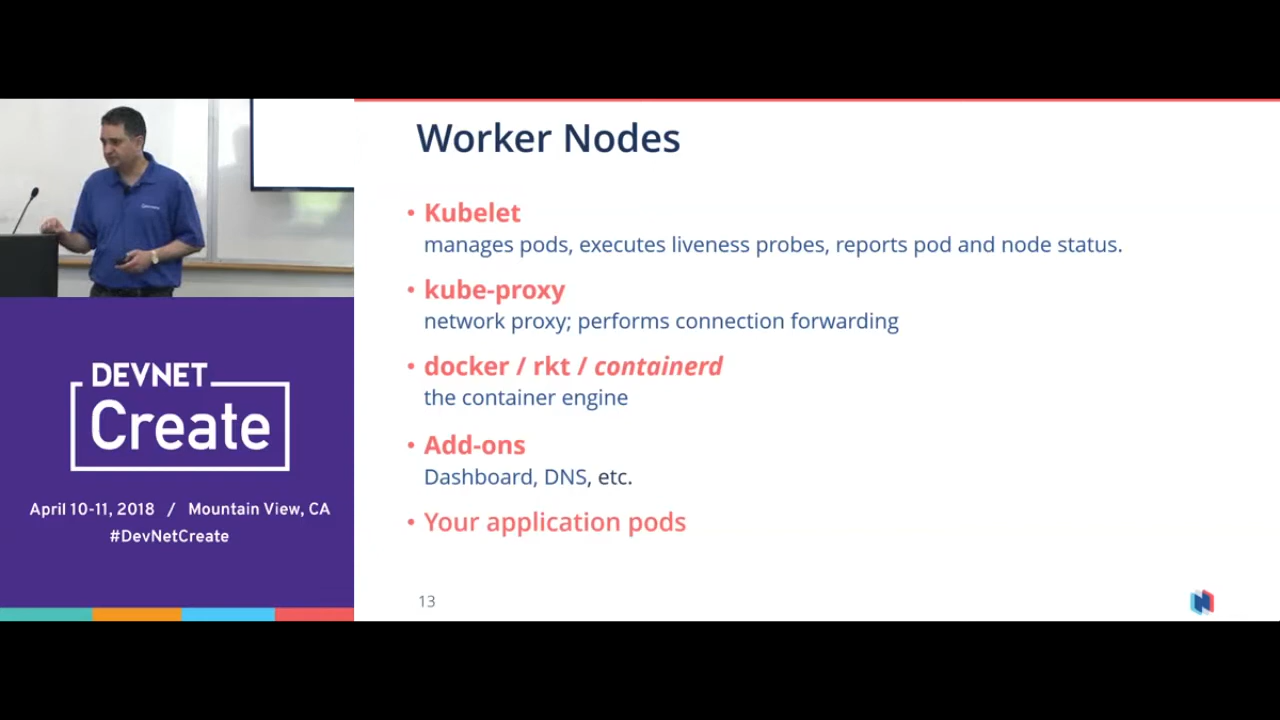 Worker Nodes
• Kubelet
manages pods, executes liveness probes, reports pod and node status.
• kube-proxy
network proxy; performs connection forwarding
• docker / rkt / containerd
the container engine
• Add-ons
Dashboard, DNS, etc.
• Your application pods
13
DEVNET
Create
April 10-11, 2018 / Mountain View, CA
#DevNetCreate